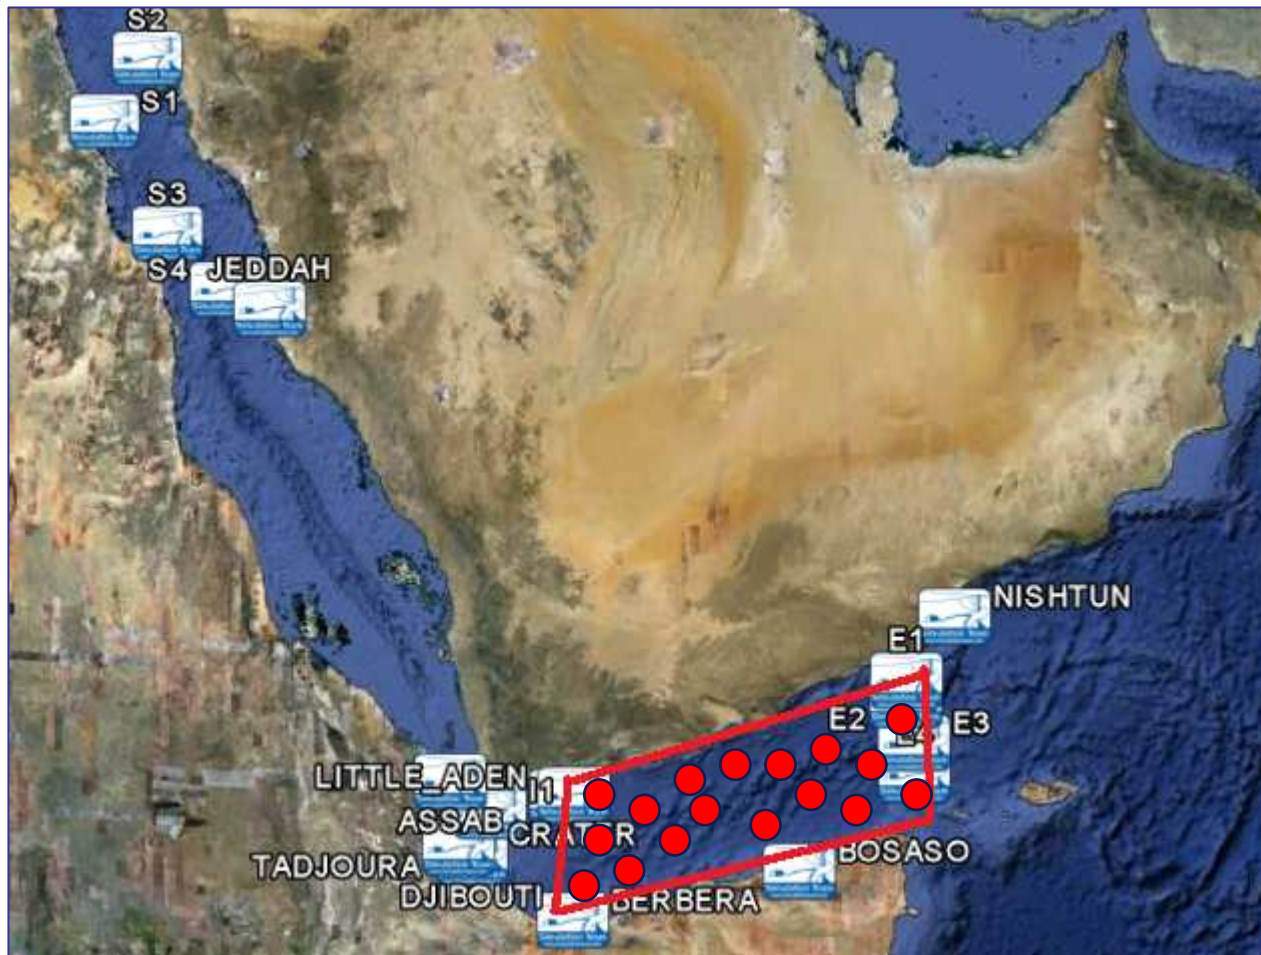 S2
S1
S3
S4 JEDDAH
NISHTUN
E1
E2 E3
LITTLE_ADEN I1
ASSAB
CRATER
TADJOURA
BOSASO
DJIBOUTI
BERBERA